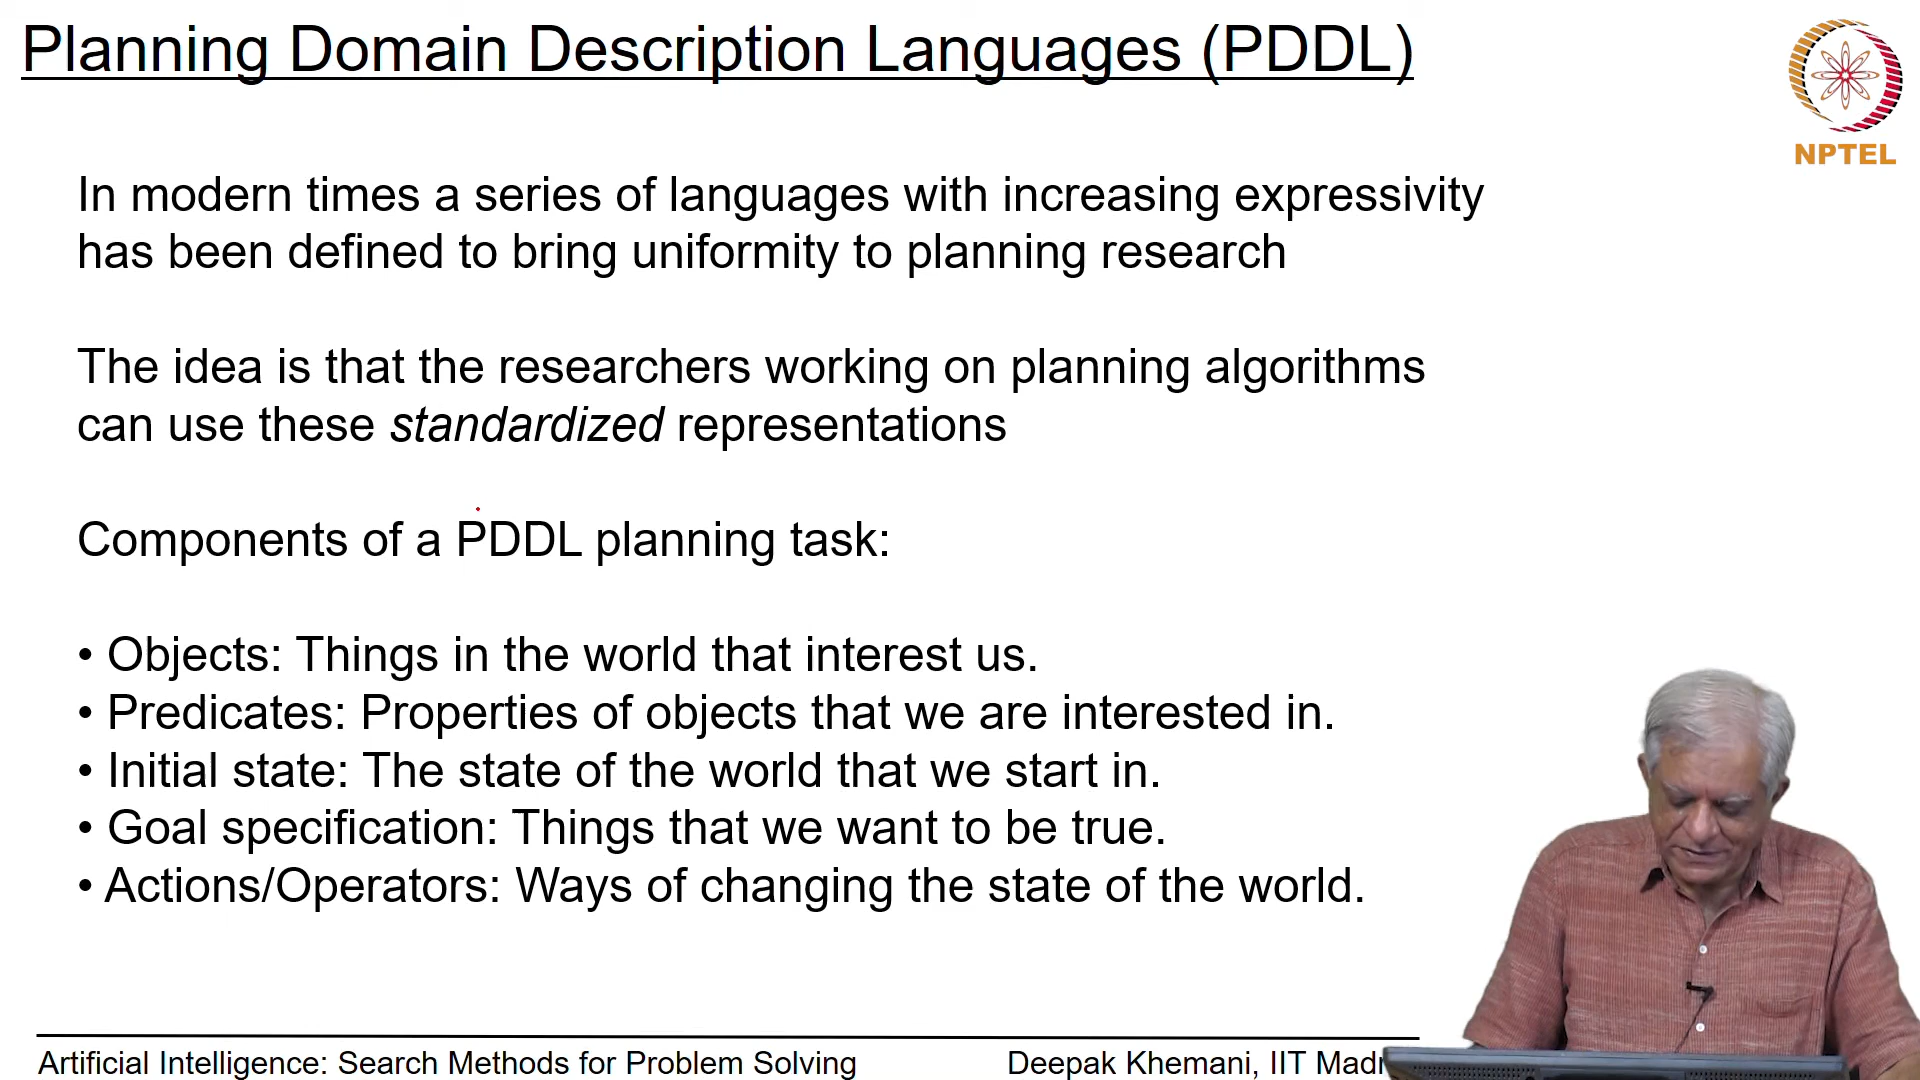 Planning Domain Description Languages (PDDL)
NPTEL
In modern times a series of languages with increasing expressivity
has been defined to bring uniformity to planning research
The idea is that the researchers working on planning algorithms
can use these standardized representations
Components of a PDDL planning task:
• Objects: Things in the world that interest us.
• Predicates: Properties of objects that we are interested in.
• Initial state: The state of the world that we start in.
• Goal specification: Things that we want to be true.
• Actions/Operators: Ways of changing the state of the world.
Artificial Intelligence: Search Methods for Problem Solving
Deepak Khemani, IIT